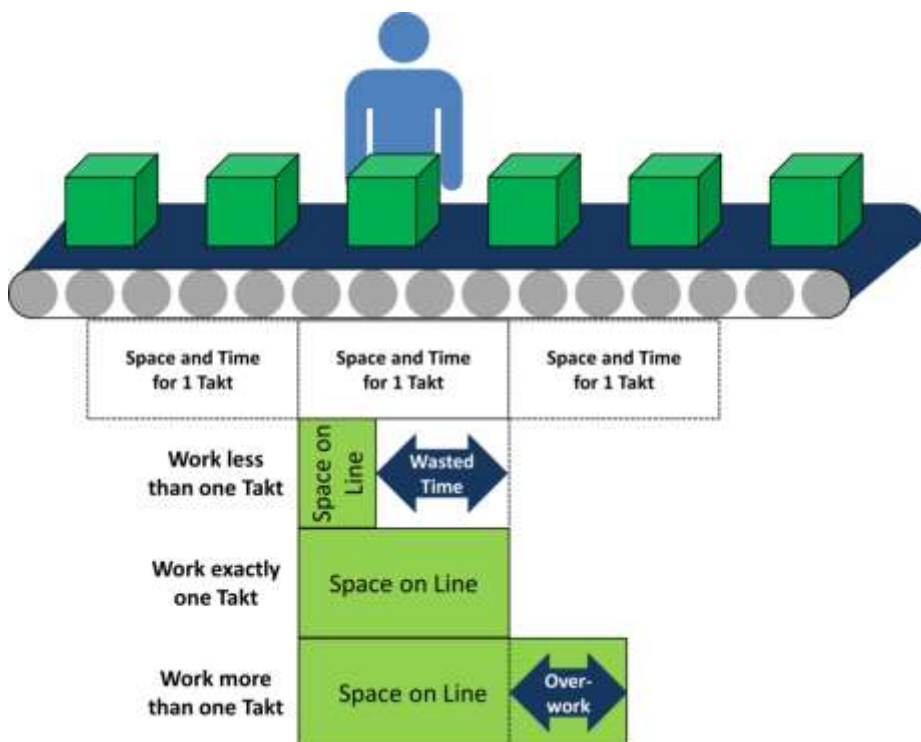 Space and Time
for 1 Takt
Space and Time
for 1 Takt
Space and Time
for 1 Takt
Work less
than one Takt
Space on
Line
Wasted
Time
Work exactly
one Takt
Space on Line
Work more
than one Takt
Space on Line
Over-
work